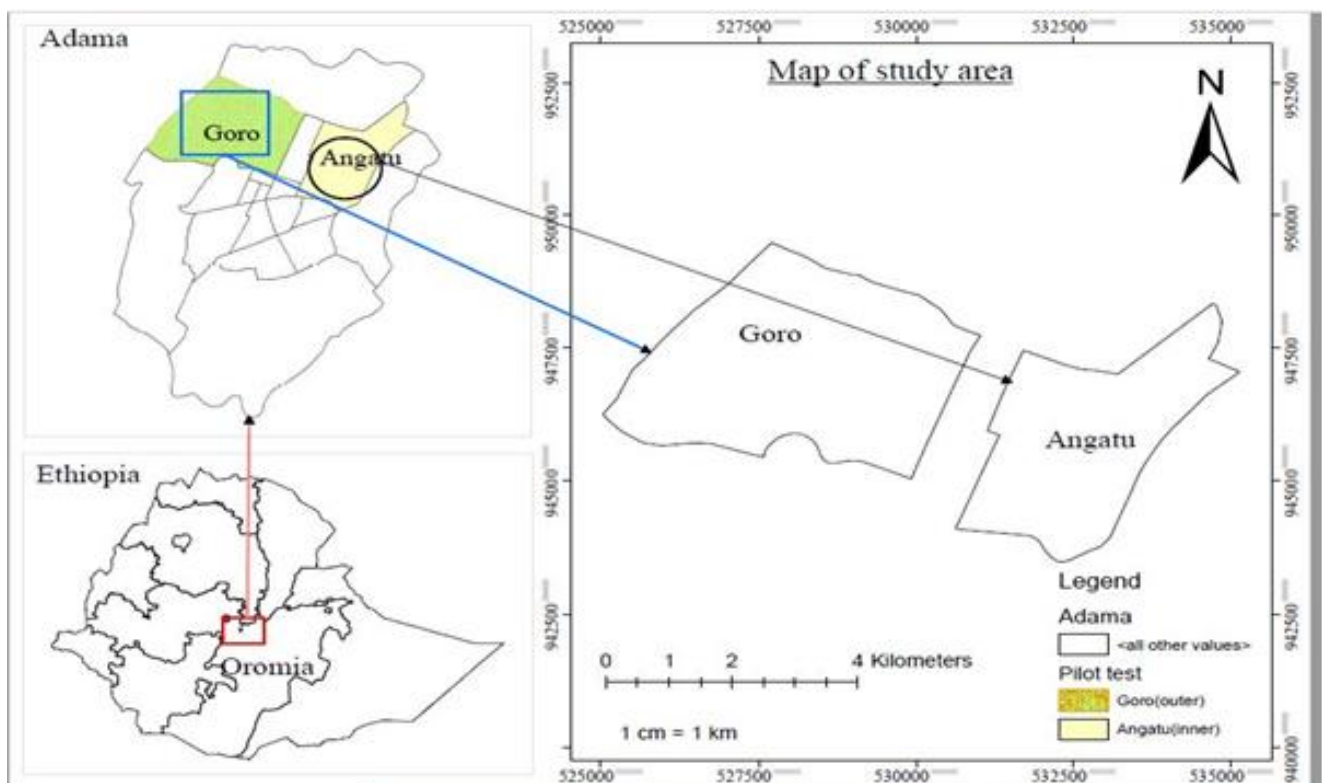 Adama
Goro
Angatu
Ethiopia
Oromia
525000 527500 530000 532500 535000
Map of study area
N
952500
950000
947500
945000
942500
940000
952500
950000
947500
945000
942500
Goro
Angatu
0 1 2 4 Kilometers
1 cm = 1 km
Legend
Adama
<all other values>
Pilot test
Goro(outer)
Angatu(inner)
525000 527500 530000 532500 535000